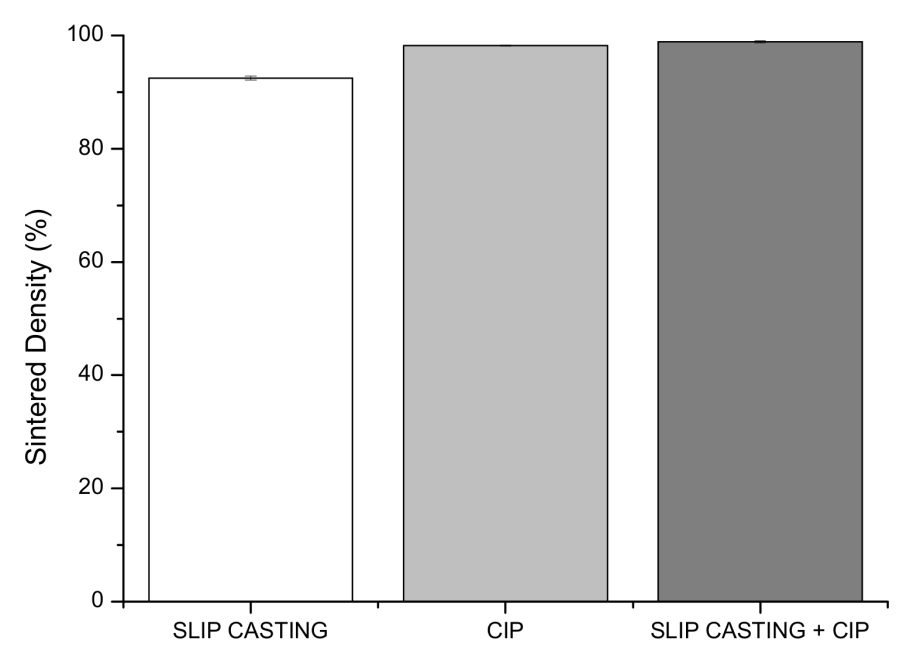 100
80
60
40
20
0
Sintered Density (%)
SLIP CASTING
CIP
SLIP CASTING + CIP